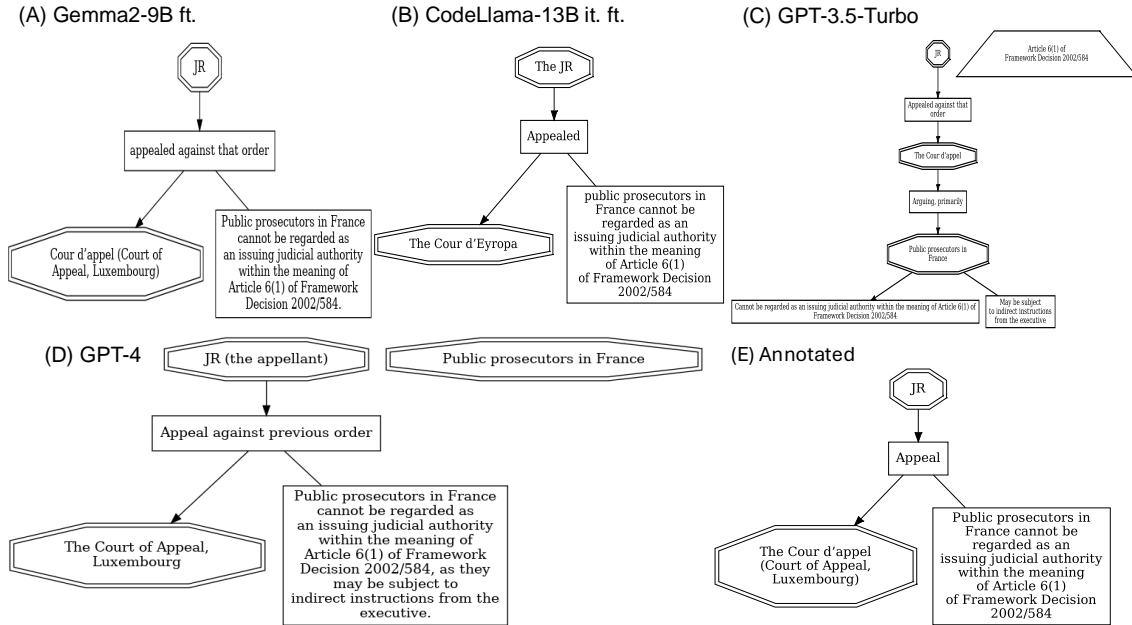 (A) Gemma2-9B ft.
JR
appealed against that order
Cour d'appel (Court of
Appeal, Luxembourg)
Public prosecutors in France
cannot be regarded as
an issuing judicial authority
within the meaning of
Article 6(1) of Framework
Decision 2002/584.
(B) CodeLlama-13B it. ft.
The JR
Appealed
The Cour d'Eyropa
public prosecutors in
France cannot be
regarded as an
issuing judicial authority
within the meaning
of Article 6(1)
of Framework Decision
2002/584
(C) GPT-3.5-Turbo
JR
Article 6(1) of
Framework Decision 2002/584
Appealed against that
order
The Cour d'appel
Arguing, primarily
Public prosecutors in
France
Cannot be regarded as an issuing judicial authority within the meaning of Article 6(1) of
Framework Decision 2002/584
May be subject
to indirect instructions
from the executive
(D) GPT-4
JR (the appellant)
Public prosecutors in France
Appeal against previous order
The Court of Appeal,
Luxembourg
Public prosecutors in France
cannot be regarded as
an issuing judicial authority
within the meaning of
Article 6(1) of Framework
Decision 2002/584, as they
may be subject to
indirect instructions from the
executive.
(E) Annotated
JR
Appeal
The Cour d'appel
(Court of Appeal,
Luxembourg)
Public prosecutors in
France cannot be
regarded as an
issuing judicial authority
within the meaning
of Article 6(1)
of Framework Decision
2002/584